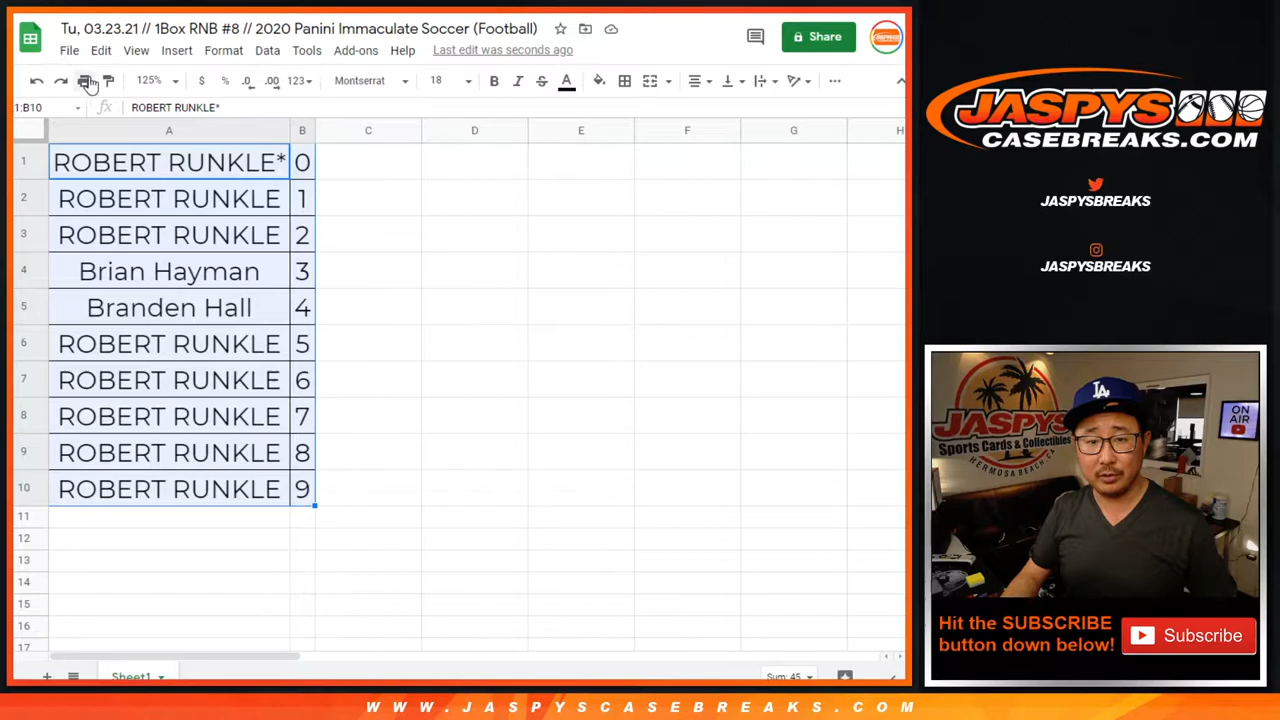 Tu, 03.23.21 // 1Box RNB #8 // 2020 Panini Immaculate Soccer (Football)
File Edit View Insert Format Data Tools Add-ons Help Last edit was seconds ago
Share
125% $ % .0 .00 123 Montserrat 18 B I S A
1:B10 fx ROBERT RUNKLE*
A B C D E F G H
1 ROBERT RUNKLE* 0
2 ROBERT RUNKLE 1
3 ROBERT RUNKLE 2
4 Brian Hayman 3
5 Branden Hall 4
6 ROBERT RUNKLE 5
7 ROBERT RUNKLE 6
8 ROBERT RUNKLE 7
9 ROBERT RUNKLE 8
10 ROBERT RUNKLE 9
11
12
13
14
15
16
17
Sheet1
Sum: 45
JASPYS
CASEBREAKS.COM
JASPYSBREAKS
JASPYSBREAKS
JASPYS
Sports Cards & Collectibles
HERMOSA BEACH, CA
LA
ON
AIR
Hit the SUBSCRIBE
button down below!
Subscribe
WWW.JASPYSCASEBREAKS.COM